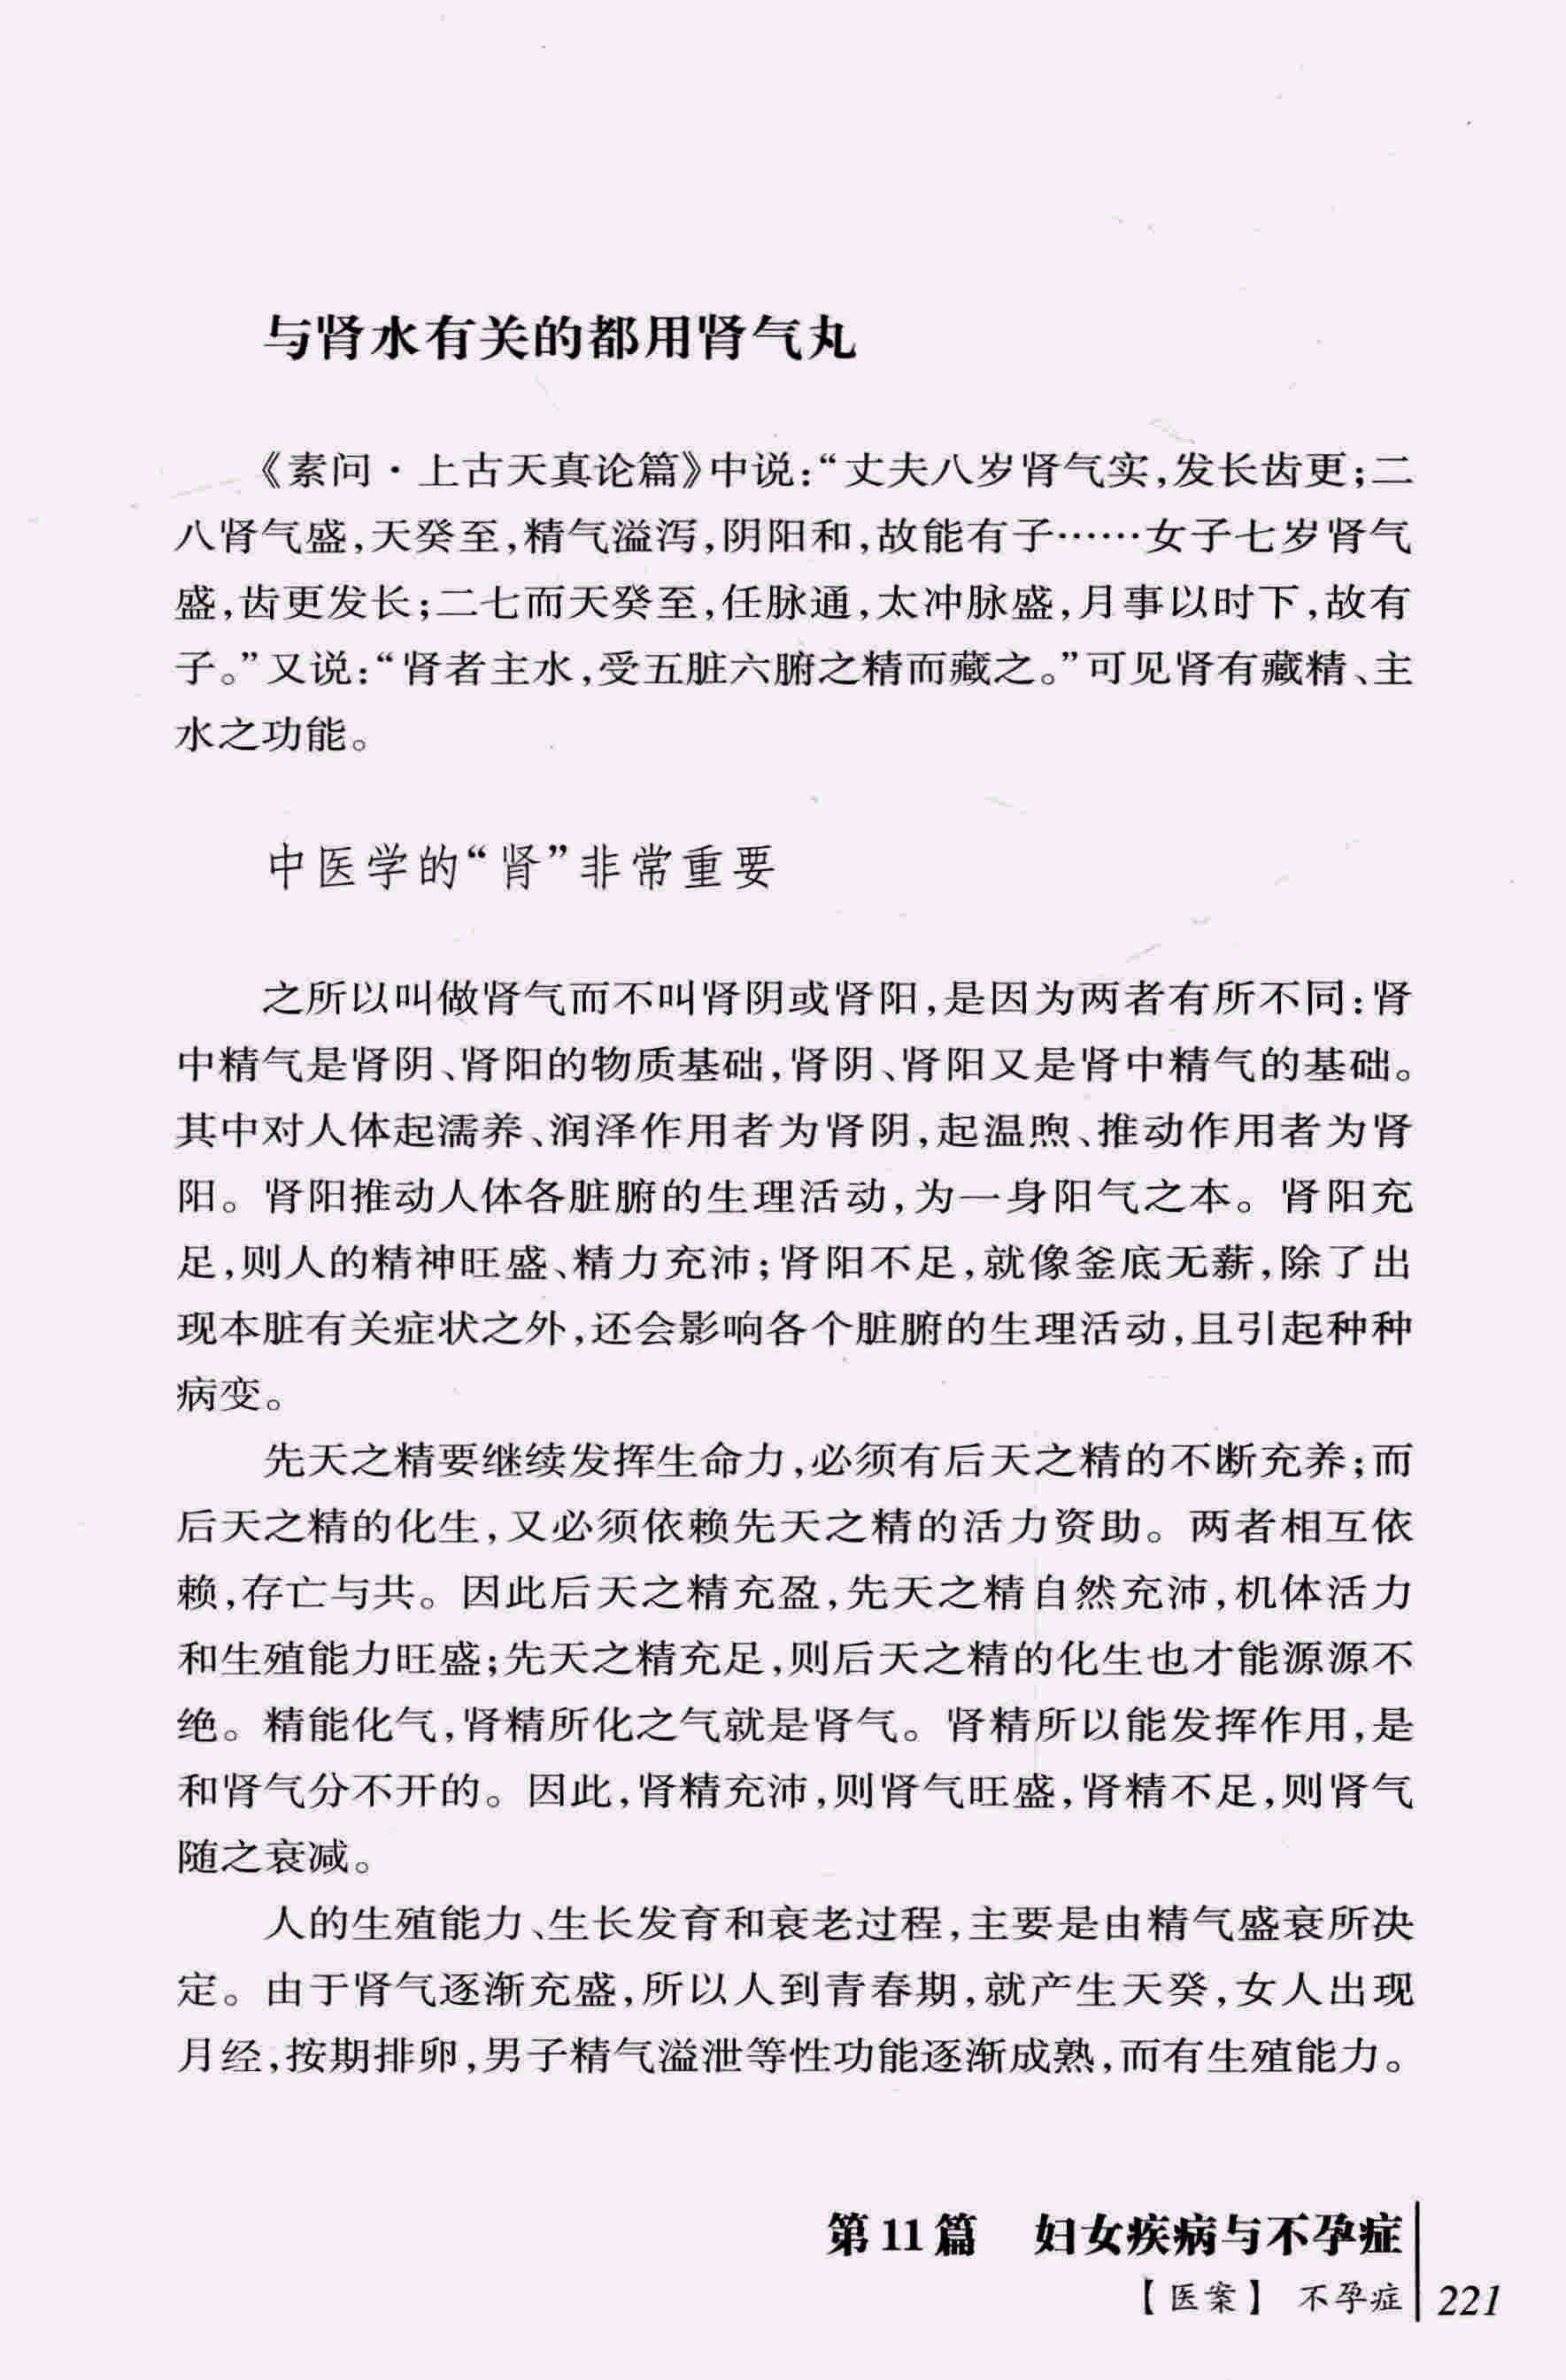 与肾水有关的都用肾气丸
《素问·上古天真论篇》中说:“丈夫八岁肾气实,发长齿更;二
八肾气盛,天癸至,精气溢泻,阴阳和,故能有子……女子七岁肾气
盛,齿更发长;二七而天癸至,任脉通,太冲脉盛,月事以时下,故有
子。”又说:“肾者主水,受五脏六腑之精而藏之。”可见肾有藏精、主
水之功能。
中医学的“肾”非常重要
之所以叫做肾气而不叫肾阴或肾阳,是因为两者有所不同:肾
中精气是肾阴、肾阳的物质基础,肾阴、肾阳又是肾中精气的基础。
其中对人体起濡养、润泽作用者为肾阴,起温煦、推动作用者为肾
阳。肾阳推动人体各脏腑的生理活动,为一身阳气之本。肾阳充
足,则人的精神旺盛、精力充沛;肾阳不足,就像釜底无薪,除了出
现本脏有关症状之外,还会影响各个脏腑的生理活动,且引起种种
病变。
先天之精要继续发挥生命力,必须有后天之精的不断充养;而
后天之精的化生,又必须依赖先天之精的活力资助。两者相互依
赖,存亡与共。因此后天之精充盈,先天之精自然充沛,机体活力
和生殖能力旺盛;先天之精充足,则后天之精的化生也才能源源不
绝。精能化气,肾精所化之气就是肾气。肾精所以能发挥作用,是
和肾气分不开的。因此,肾精充沛,则肾气旺盛,肾精不足,则肾气
随之衰减。
人的生殖能力、生长发育和衰老过程,主要是由精气盛衰所决
定。由于肾气逐渐充盛,所以人到青春期,就产生天癸,女人出现
月经,按期排卵,男子精气溢泄等性功能逐渐成熟,而有生殖能力。
第11篇 妇女疾病与不孕症
【医案】 不孕症 221